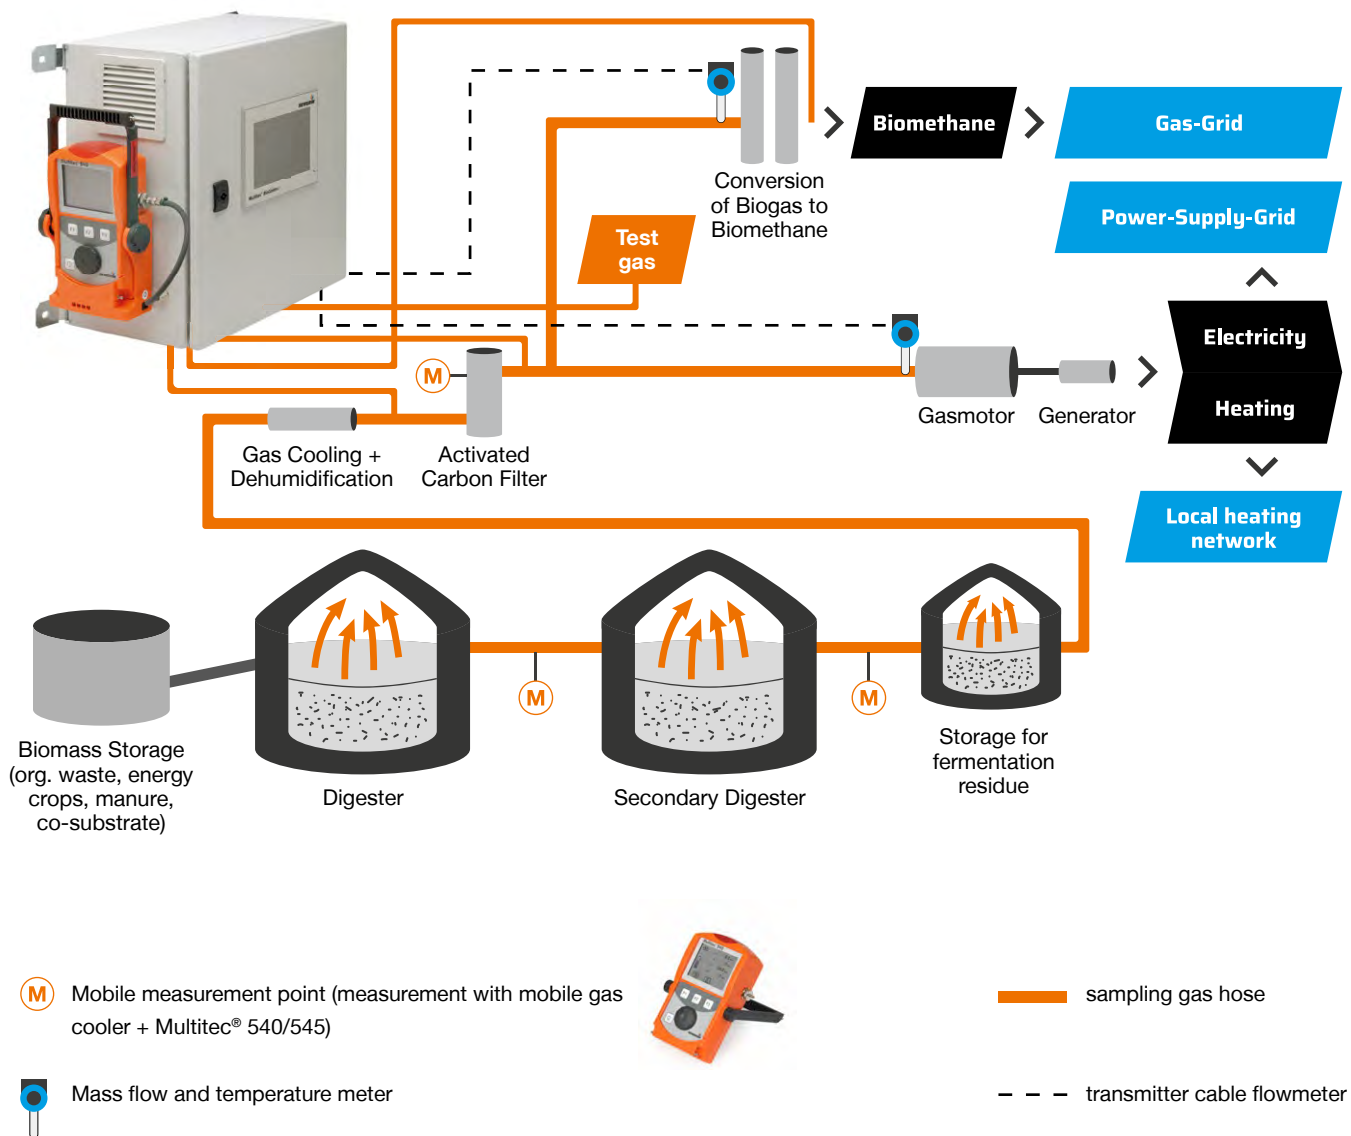 Multitec® 540
Conversion
of Biogas to
Biomethane
Biomethane
Gas-Grid
Power-Supply-Grid
Test
gas
Electricity
Heating
M
Gasmotor
Generator
Gas Cooling +
Dehumidification
Activated
Carbon Filter
Local heating
network
M
M
Biomass Storage
(org. waste, energy
crops, manure,
co-substrate)
Digester
Secondary Digester
Storage for
fermentation
residue
M
Mobile measurement point (measurement with mobile gas
cooler + Multitec® 540/545)
sampling gas hose
Mass flow and temperature meter
transmitter cable flowmeter